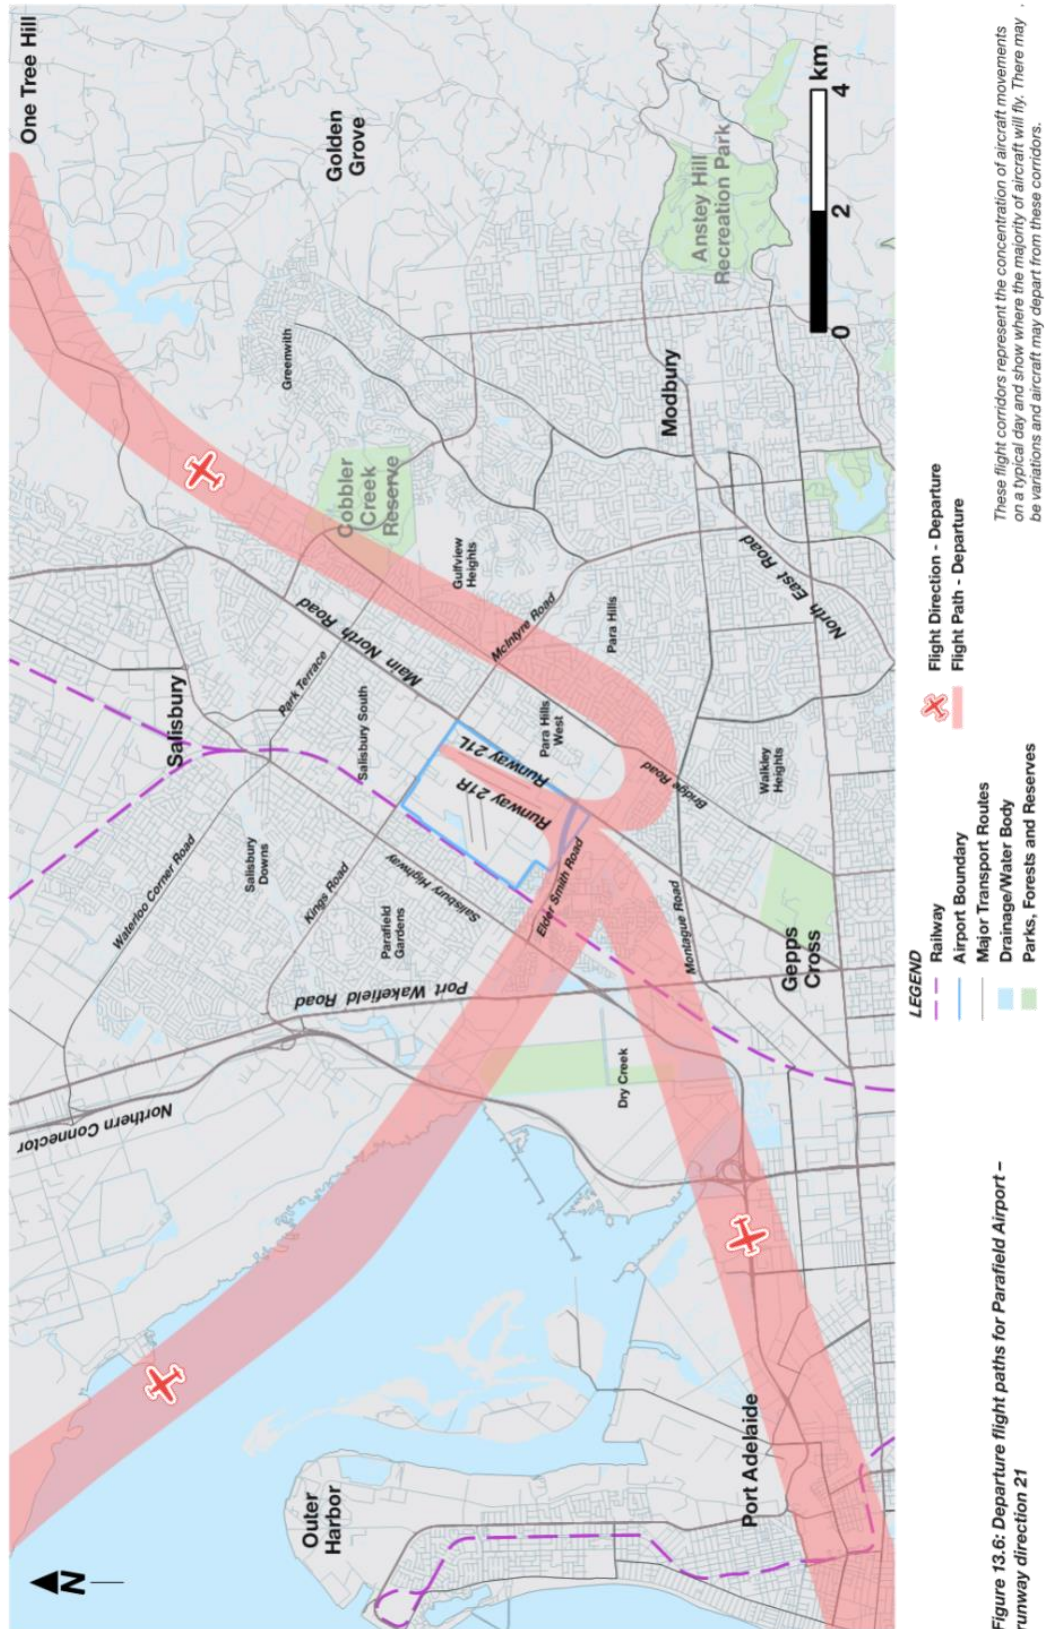 One Tree Hill
Golden
Grove
Greenwith
Cobbler
Creek
Reserve
Anstey Hill
Recreation Park
km
0
2
4
Salisbury
Park Terrace
Main North Road
Salisbury South
Gulfview
Heights
McIntyre Road
Para Hills
Modbury
North East Road
Waterloo Corner Road
Salisbury
Downs
Kings Road
Parafield
Gardens
Salisbury Highway
Runway 21L
Runway 21R
Para Hills
West
Bridge Road
Walkley
Heights
Elder Smith Road
Montague Road
Gepps
Cross
Port Wakefield Road
Northern Connector
Dry Creek
Outer
Harbor
Port Adelaide
N
LEGEND
Railway
Airport Boundary
Major Transport Routes
Drainage/Water Body
Parks, Forests and Reserves
Flight Direction - Departure
Flight Path - Departure
These flight corridors represent the concentration of aircraft movements
on a typical day and show where the majority of aircraft will fly. There may
be variations and aircraft may depart from these corridors.
Figure 13.6: Departure flight paths for Parafield Airport –
runway direction 21